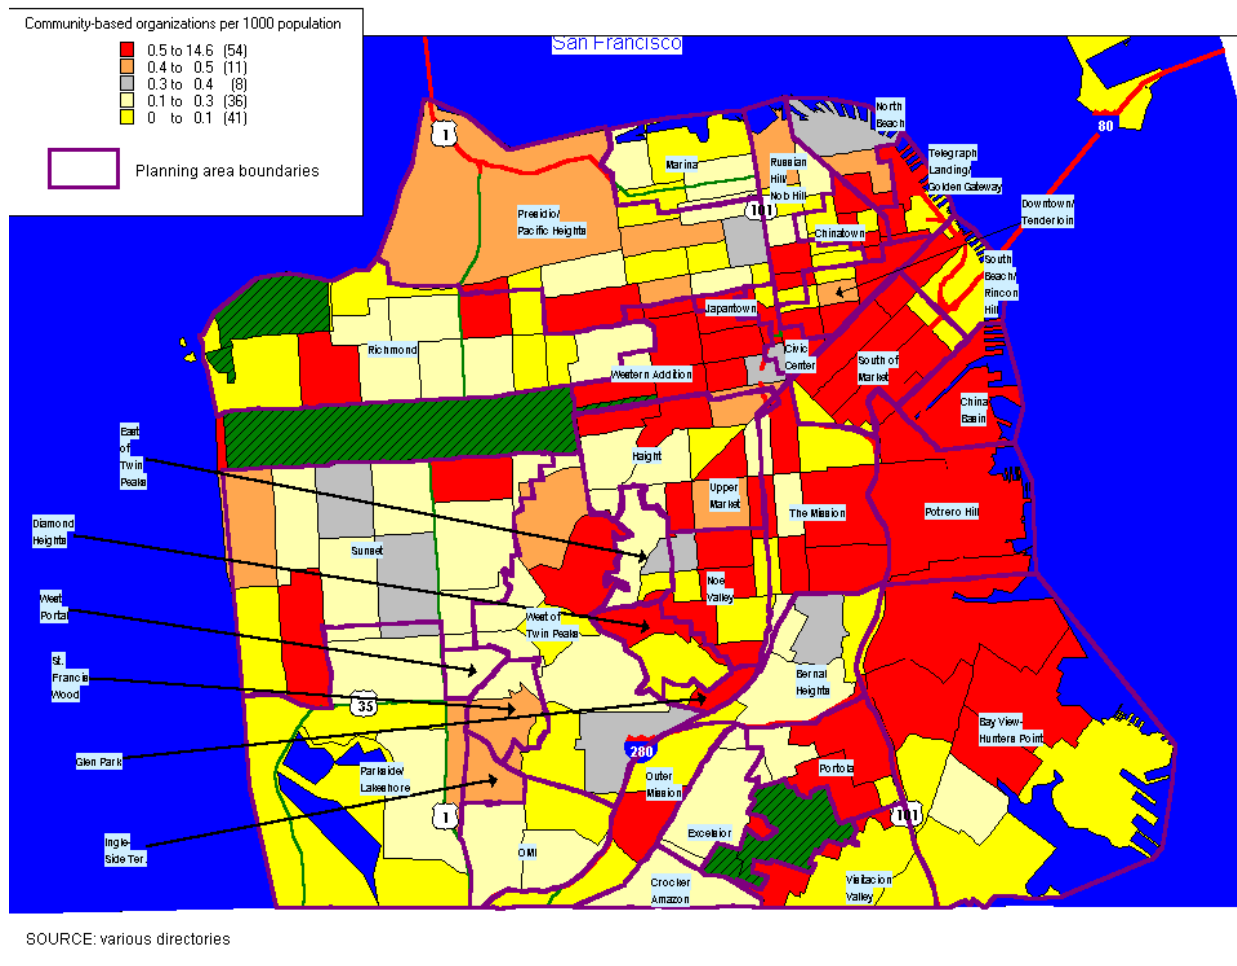 Community-based organizations per 1000 population
0.5 to 14.6 (54)
0.4 to 0.5 (11)
0.3 to 0.4 (8)
0.1 to 0.3 (36)
0 to 0.1 (41)
Planning area boundaries
San Francisco
1
80
North
Beach
Marina
Russian
Hill/
Nob Hill
Telegraph
Landing/
Golden Gateway
Presidio/
Pacific Heights
101
Chinatown
Downtown/
Tenderloin
South
Beach/
Rincon
Hill
Japantown
Richmond
Civic
Center
South of
Market
Western Addition
China
Basin
East
of
Twin
Peaks
Haight
Upper
Market
The Mission
Potrero Hill
Diamond
Heights
Sunset
Noe
Valley
West
Portal
West of
Twin Peaks
St.
Francis
Wood
Bernal
Heights
35
Bay View-
Hunters Point
280
Glen Park
Parkside/
Lakeshore
Outer
Mission
Portola
1
101
Excelsior
Ingle-
Side Ter.
OMI
Crocker
Amazon
Visitacion
Valley
SOURCE: various directories